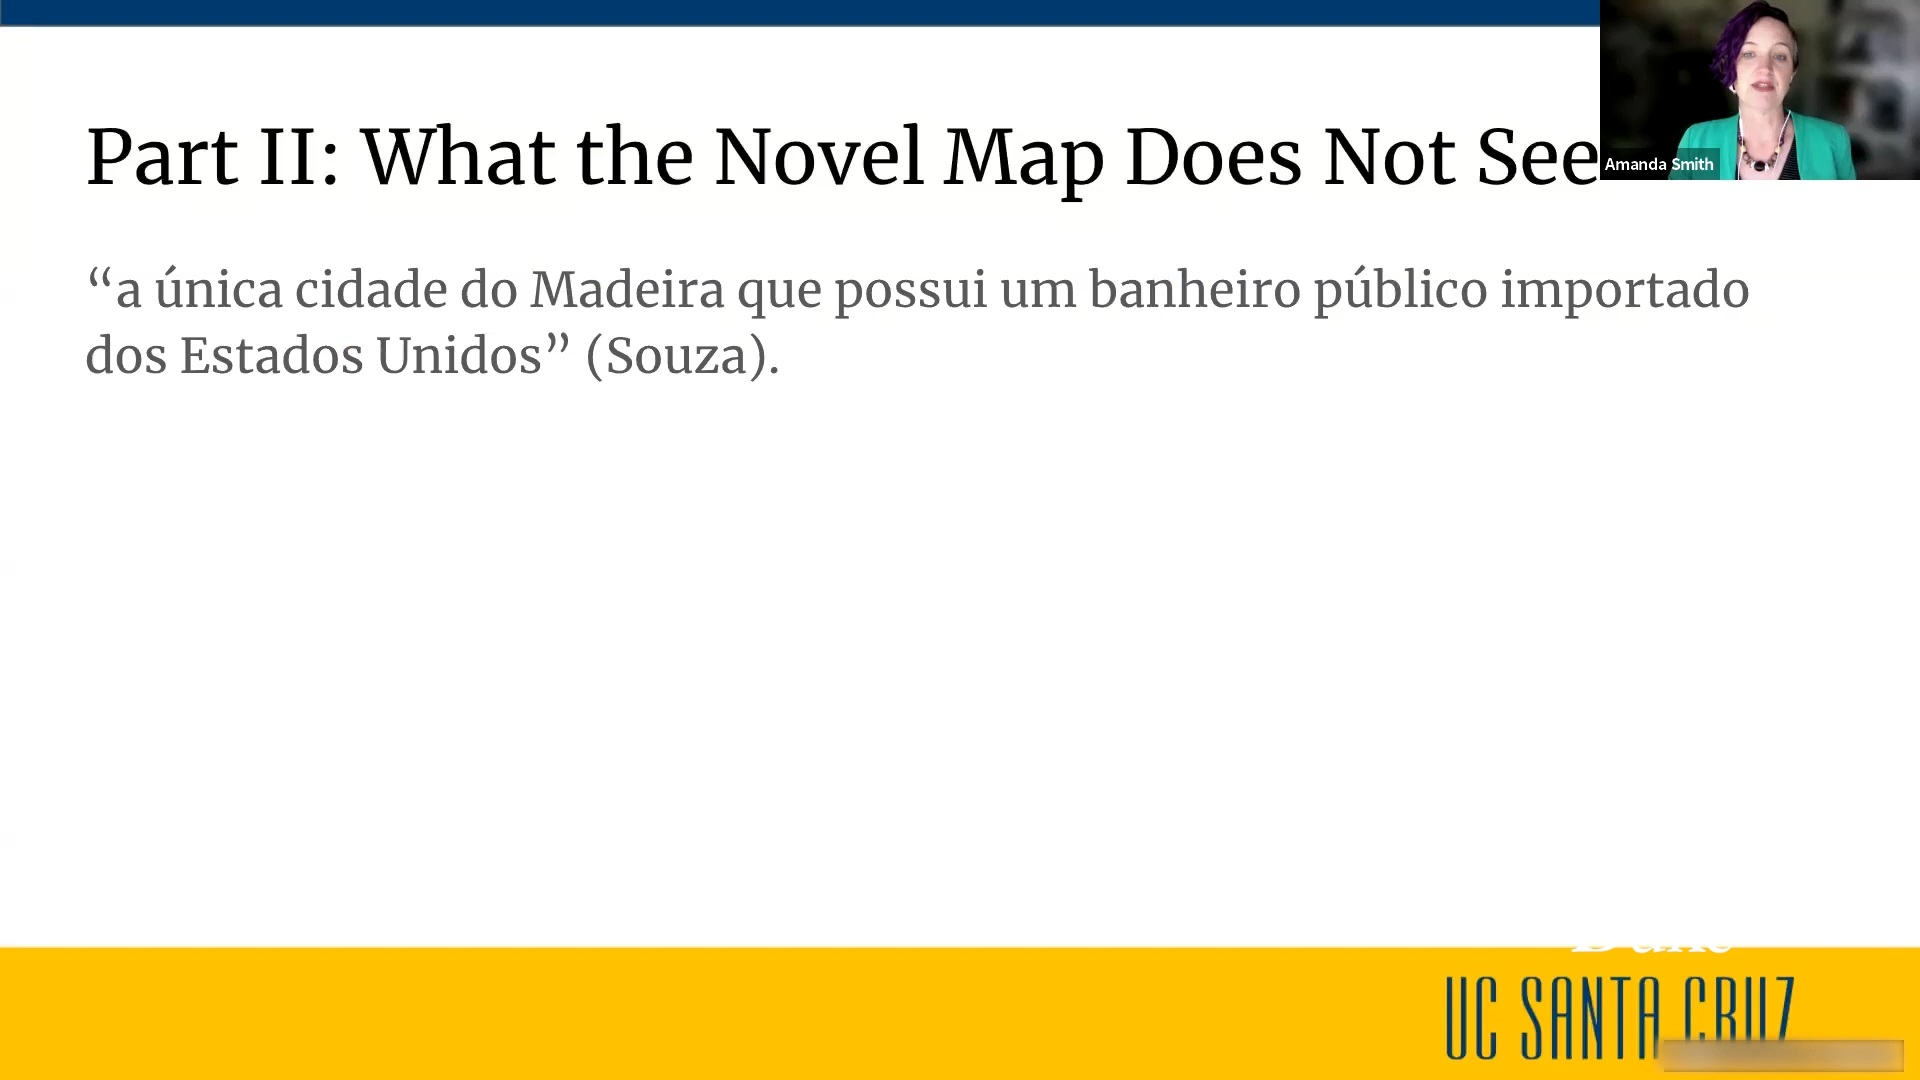 Part II: What the Novel Map Does Not See
Amanda Smith
“a única cidade do Madeira que possui um banheiro público importado
dos Estados Unidos” (Souza).
UC SANTA CRUZ